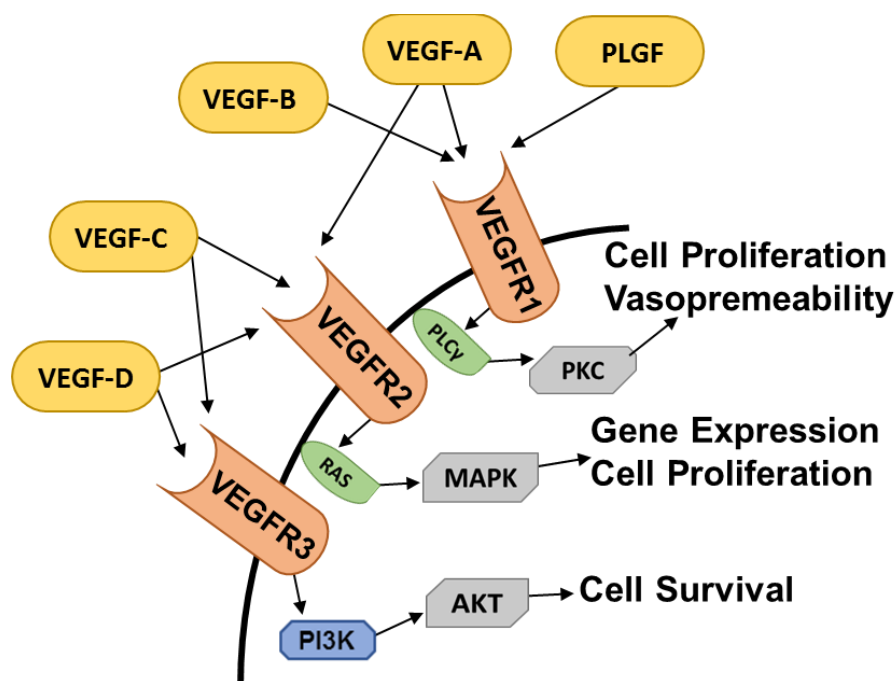 VEGF-A
PLGF
VEGF-B
VEGF-C
VEGF-D
VEGFR1
VEGFR2
VEGFR3
PLCγ
PKC
Cell Proliferation
Vasopremeability
RAS
MAPK
Gene Expression
Cell Proliferation
PI3K
AKT
Cell Survival